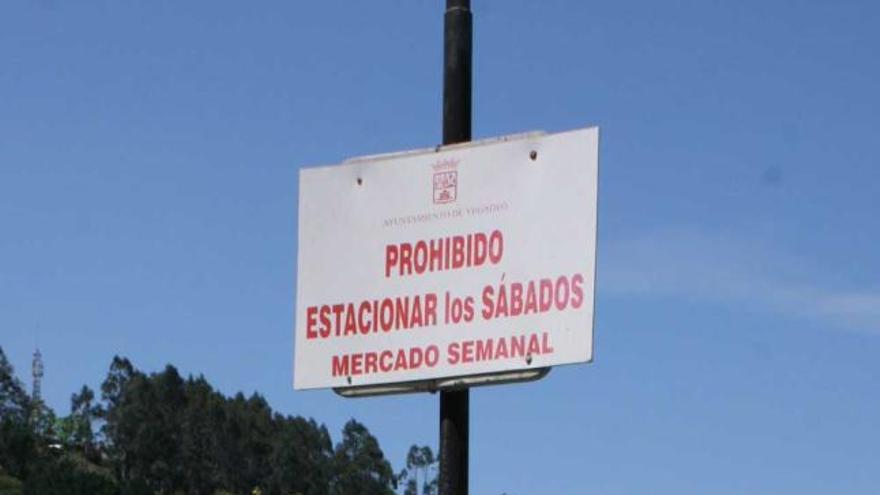 AYUNTAMIENTO DE VEGADEO
PROHIBIDO
ESTACIONAR los SÁBADOS
MERCADO SEMANAL